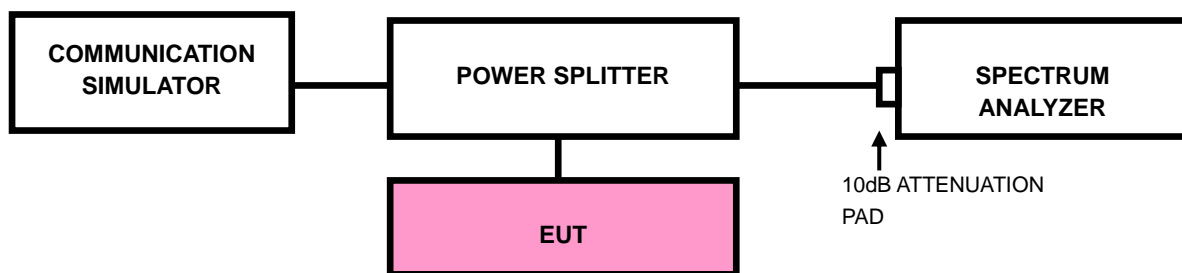 COMMUNICATION
SIMULATOR
POWER SPLITTER
SPECTRUM
ANALYZER
10dB ATTENUATION
PAD
EUT